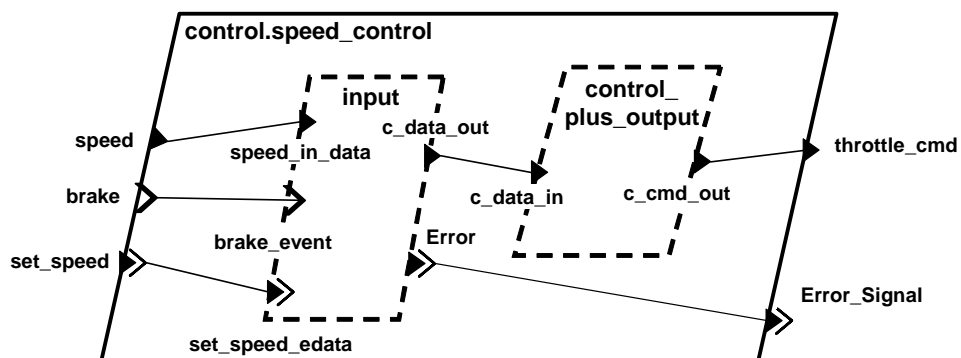 control.speed_control
input
control_
plus_output
speed
c_data_out
throttle_cmd
speed_in_data
brake
c_data_in
c_cmd_out
brake_event
Error
set_speed
Error_Signal
set_speed_edata